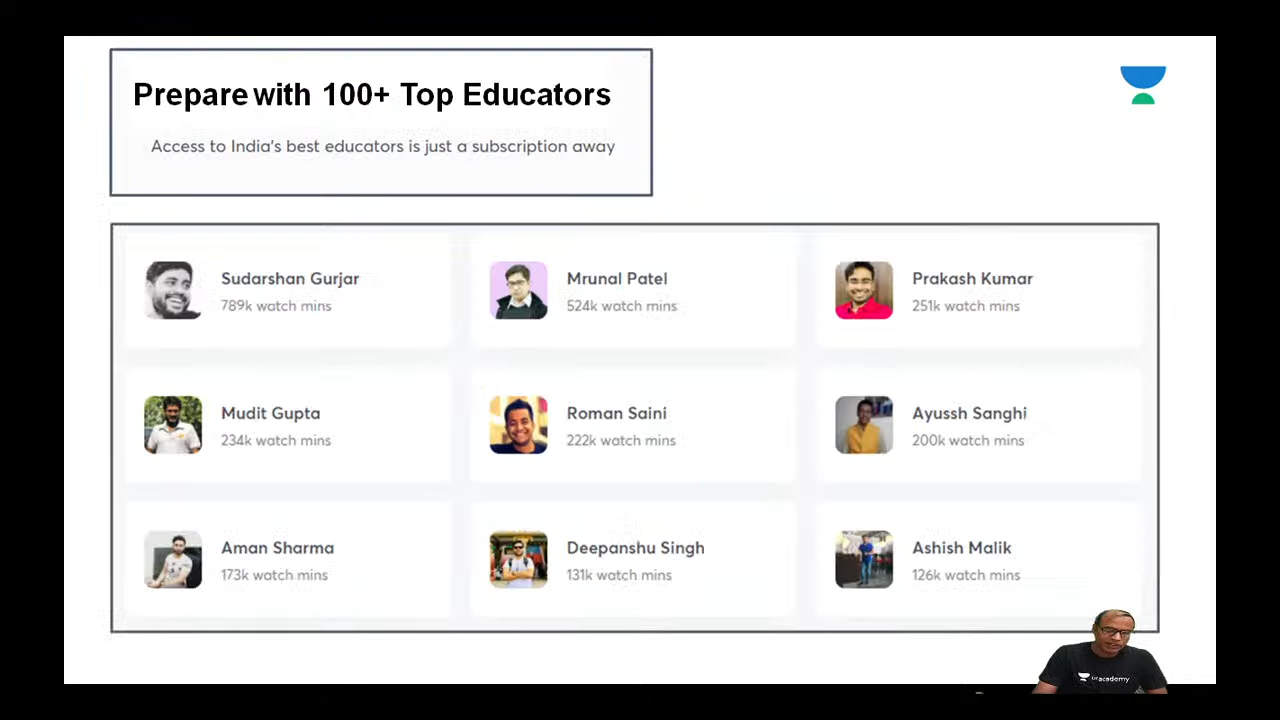 Prepare with 100+ Top Educators
Access to India's best educators is just a subscription away
Sudarshan Gurjar
789k watch mins
Mrunal Patel
524k watch mins
Prakash Kumar
251k watch mins
Mudit Gupta
234k watch mins
Roman Saini
222k watch mins
Ayussh Sanghi
200k watch mins
Aman Sharma
173k watch mins
Deepanshu Singh
131k watch mins
Ashish Malik
126k watch mins
unacademy